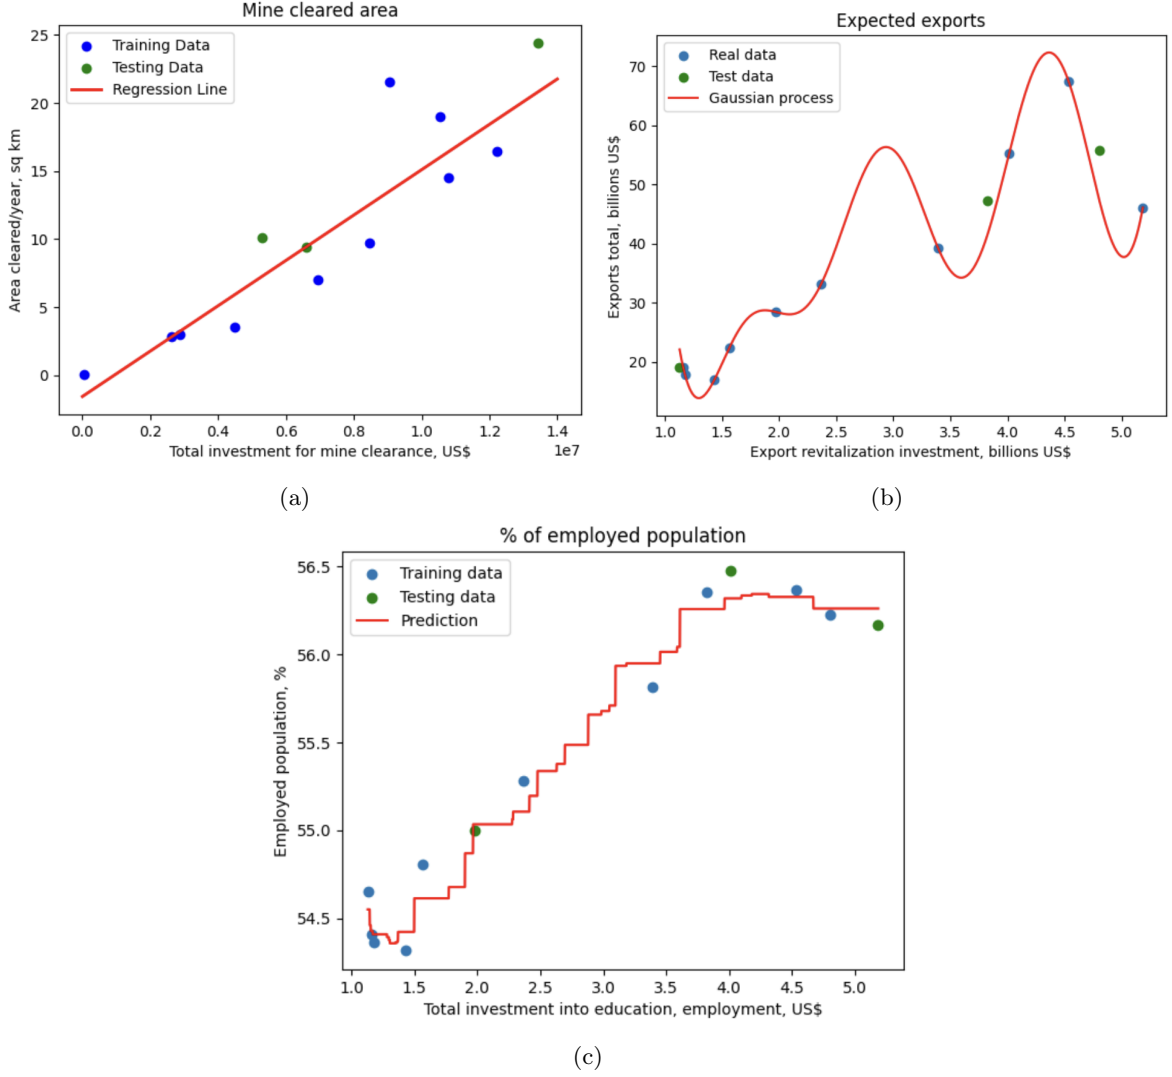 Mine cleared area
Training Data
Testing Data
Regression Line
Area cleared/year, sq km
25
20
15
10
5
0
0.0 0.2 0.4 0.6 0.8 1.0 1.2 1.4
1e7
Total investment for mine clearance, US$
(a)
Expected exports
Real data
Test data
Gaussian process
Exports total, billions US$
70
60
50
40
30
20
1.0 1.5 2.0 2.5 3.0 3.5 4.0 4.5 5.0
Export revitalization investment, billions US$
(b)
% of employed population
Training data
Testing data
Prediction
Employed population, %
56.5
56.0
55.5
55.0
54.5
1.0 1.5 2.0 2.5 3.0 3.5 4.0 4.5 5.0
Total investment into education, employment, US$
(c)